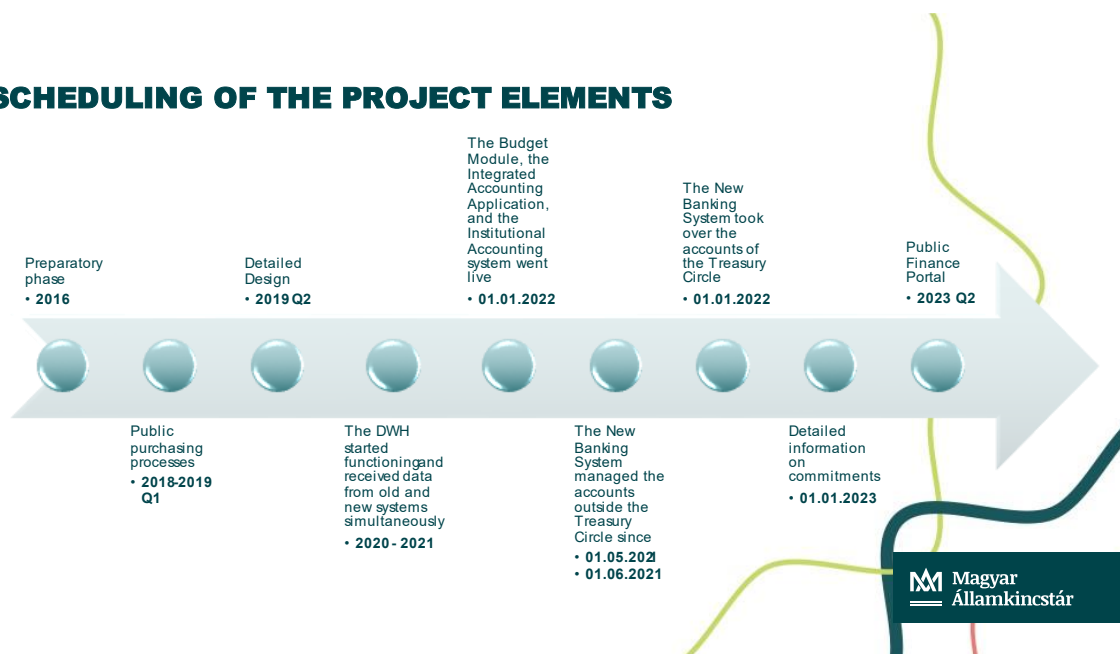 SCHEDULING OF THE PROJECT ELEMENTS
Preparatory
phase
• 2016
Public
purchasing
processes
• 2018-2019
Q1
Detailed
Design
• 2019 Q2
The DWH
started
functioning and
received data
from old and
new systems
simultaneously
• 2020 - 2021
The Budget
Module, the
Integrated
Accounting
Application,
and the
Institutional
Accounting
system went
live
• 01.01.2022
The New
Banking
System
managed the
accounts
outside the
Treasury
Circle since
• 01.05.2021
• 01.06.2021
The New
Banking
System took
over the
accounts of
the Treasury
Circle
• 01.01.2022
Detailed
information
on
commitments
• 01.01.2023
Public
Finance
Portal
• 2023 Q2
Magyar
Államkincstár